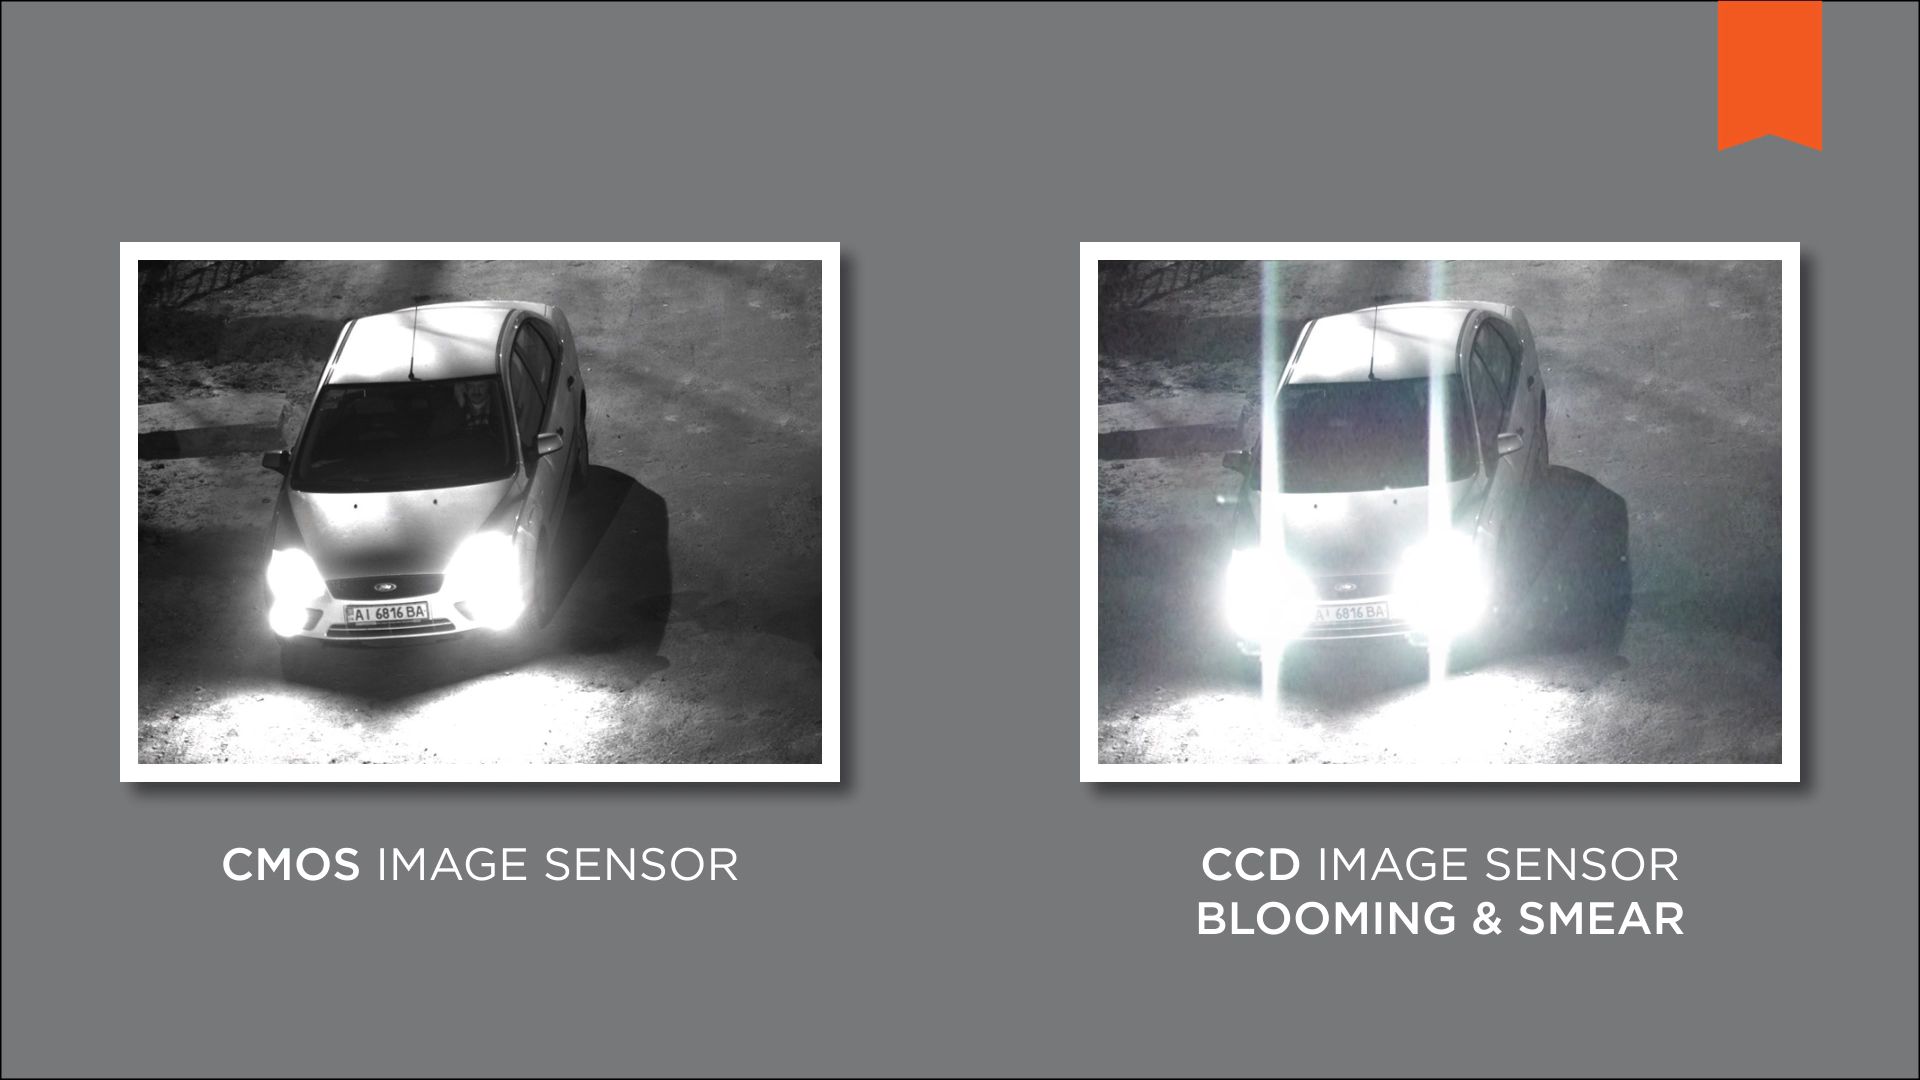 AI 6816 BA
AI 6816 BA
CMOS IMAGE SENSOR
CCD IMAGE SENSOR
BLOOMING & SMEAR